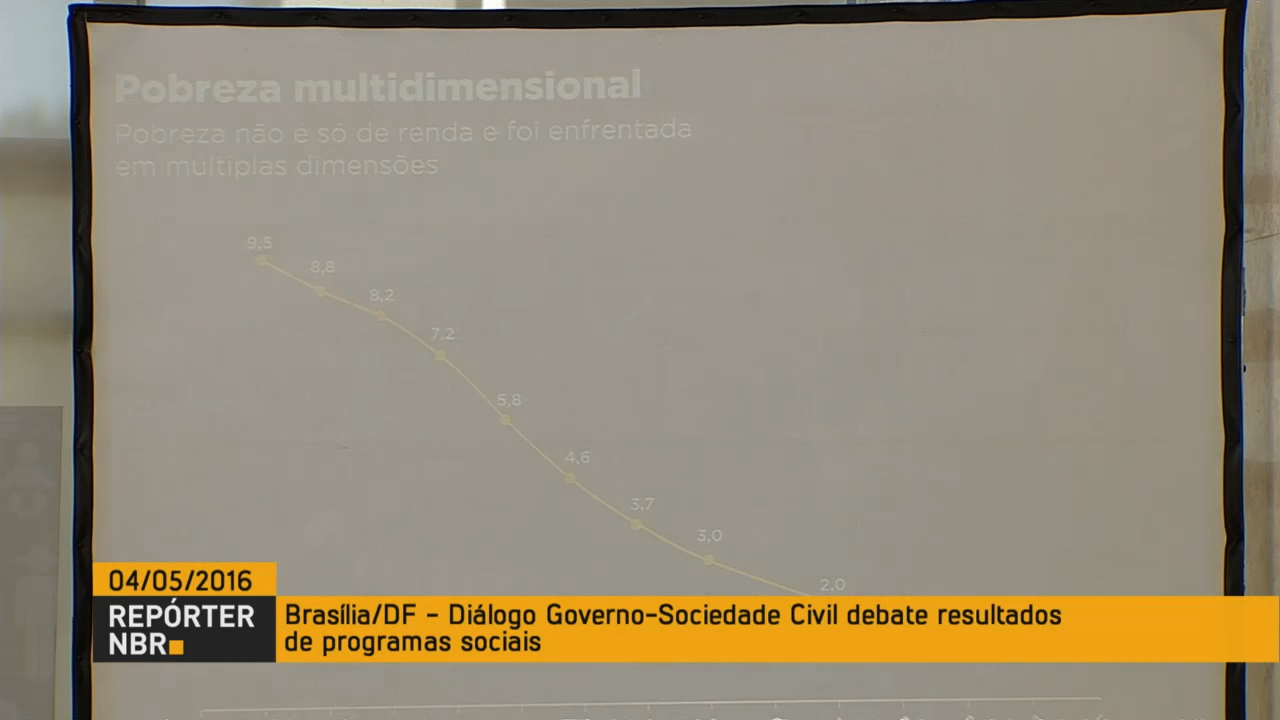 Pobreza multidimensional
Pobreza não é só de renda e foi enfrentada
em múltiplas dimensões
9,5
8,8
8,2
7,2
5,8
4,6
3,7
3,0
2,0
04/05/2016
REPÓRTER
NBR
Brasília/DF - Diálogo Governo-Sociedade Civil debate resultados
de programas sociais